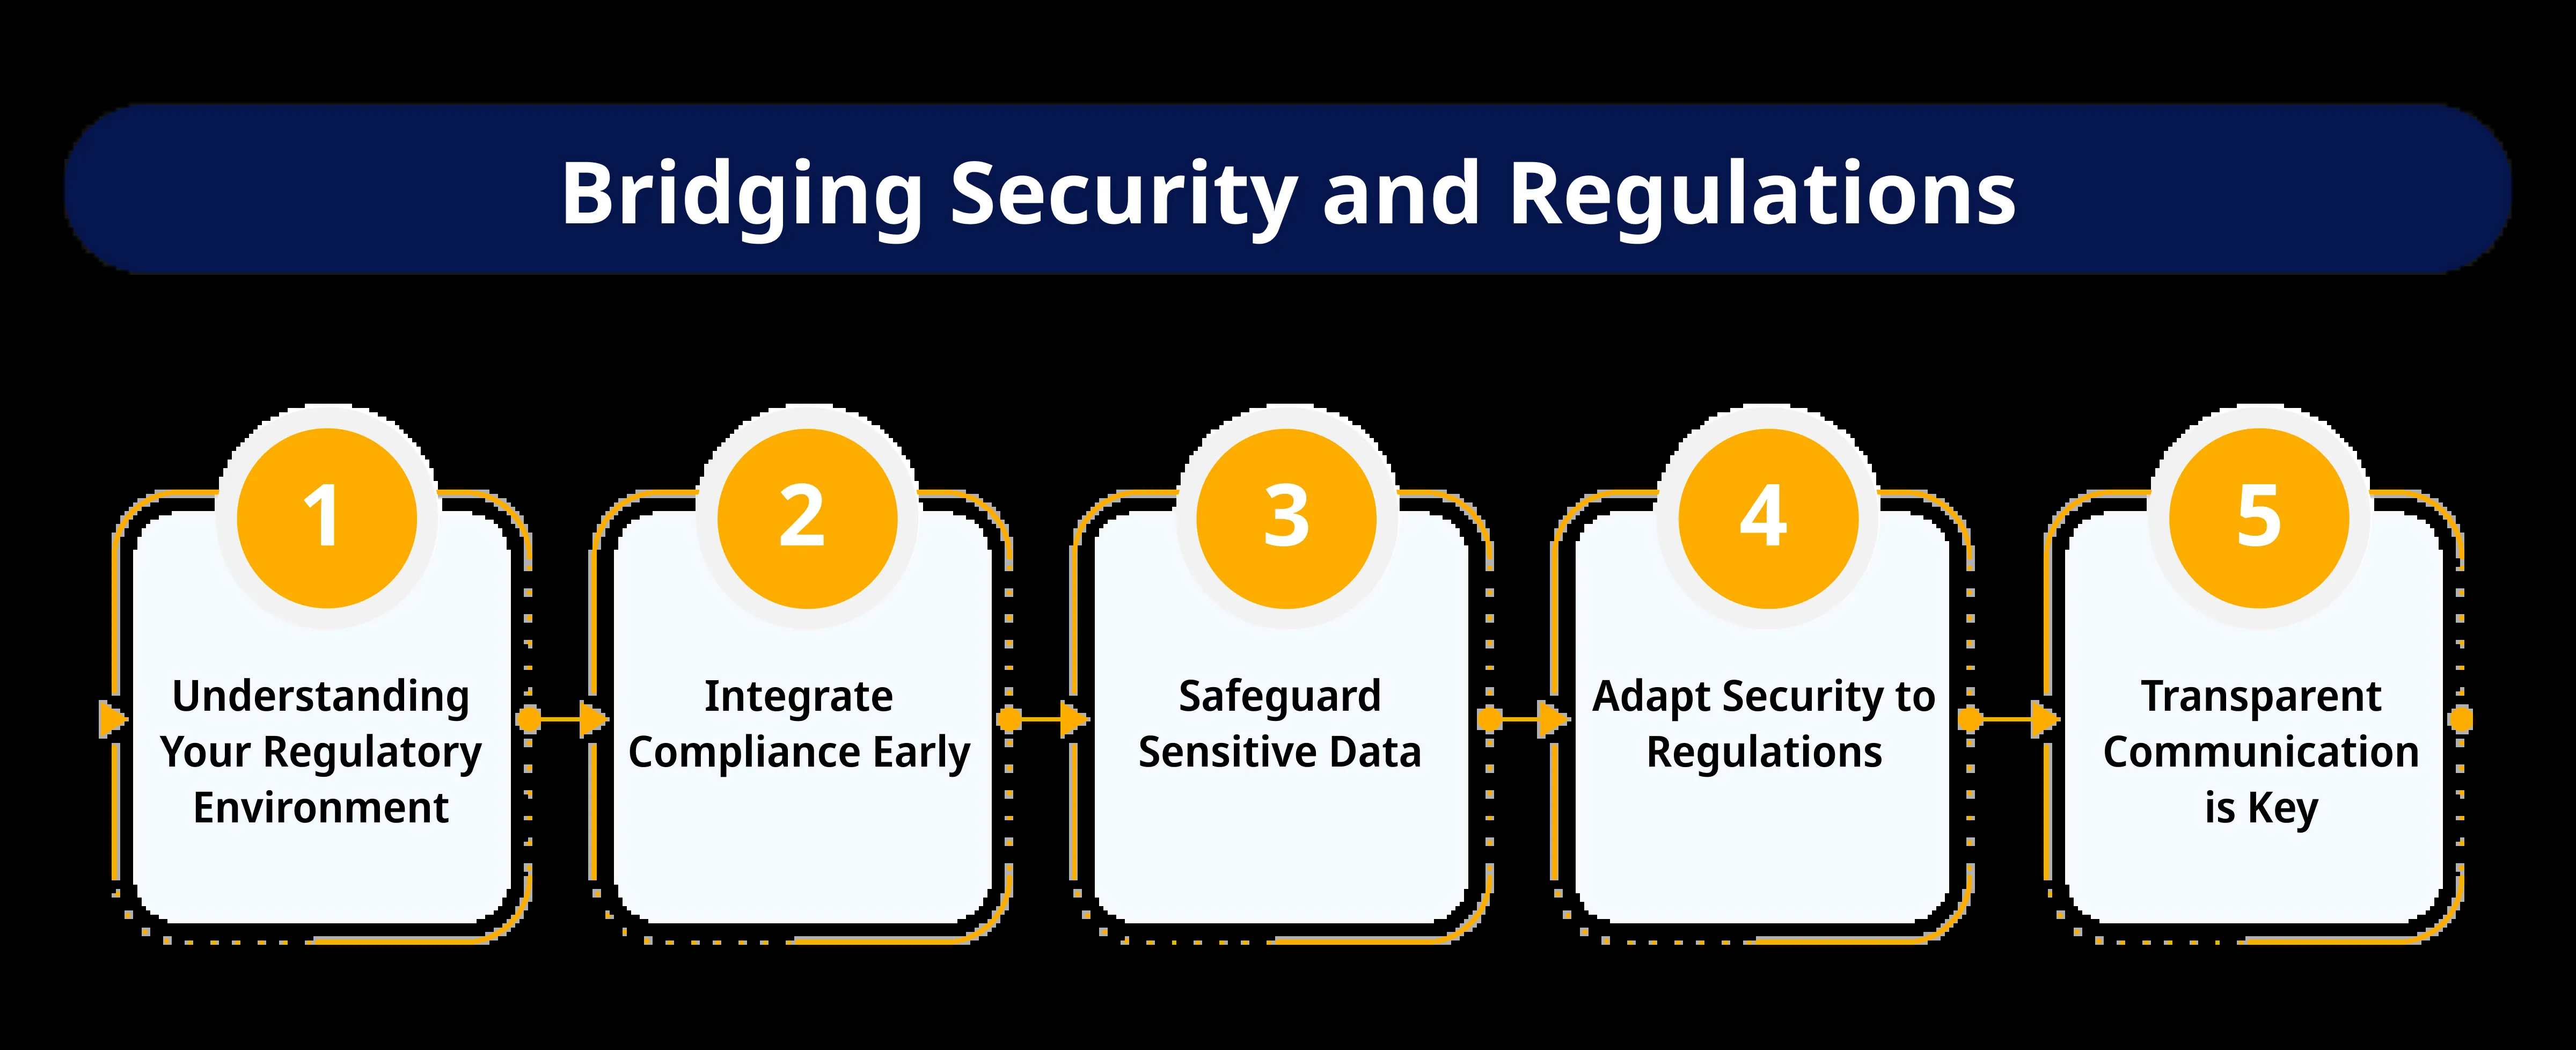 Bridging Security and Regulations
1
Understanding
Your Regulatory
Environment
2
Integrate
Compliance Early
3
Safeguard
Sensitive Data
4
Adapt Security to
Regulations
5
Transparent
Communication
is Key